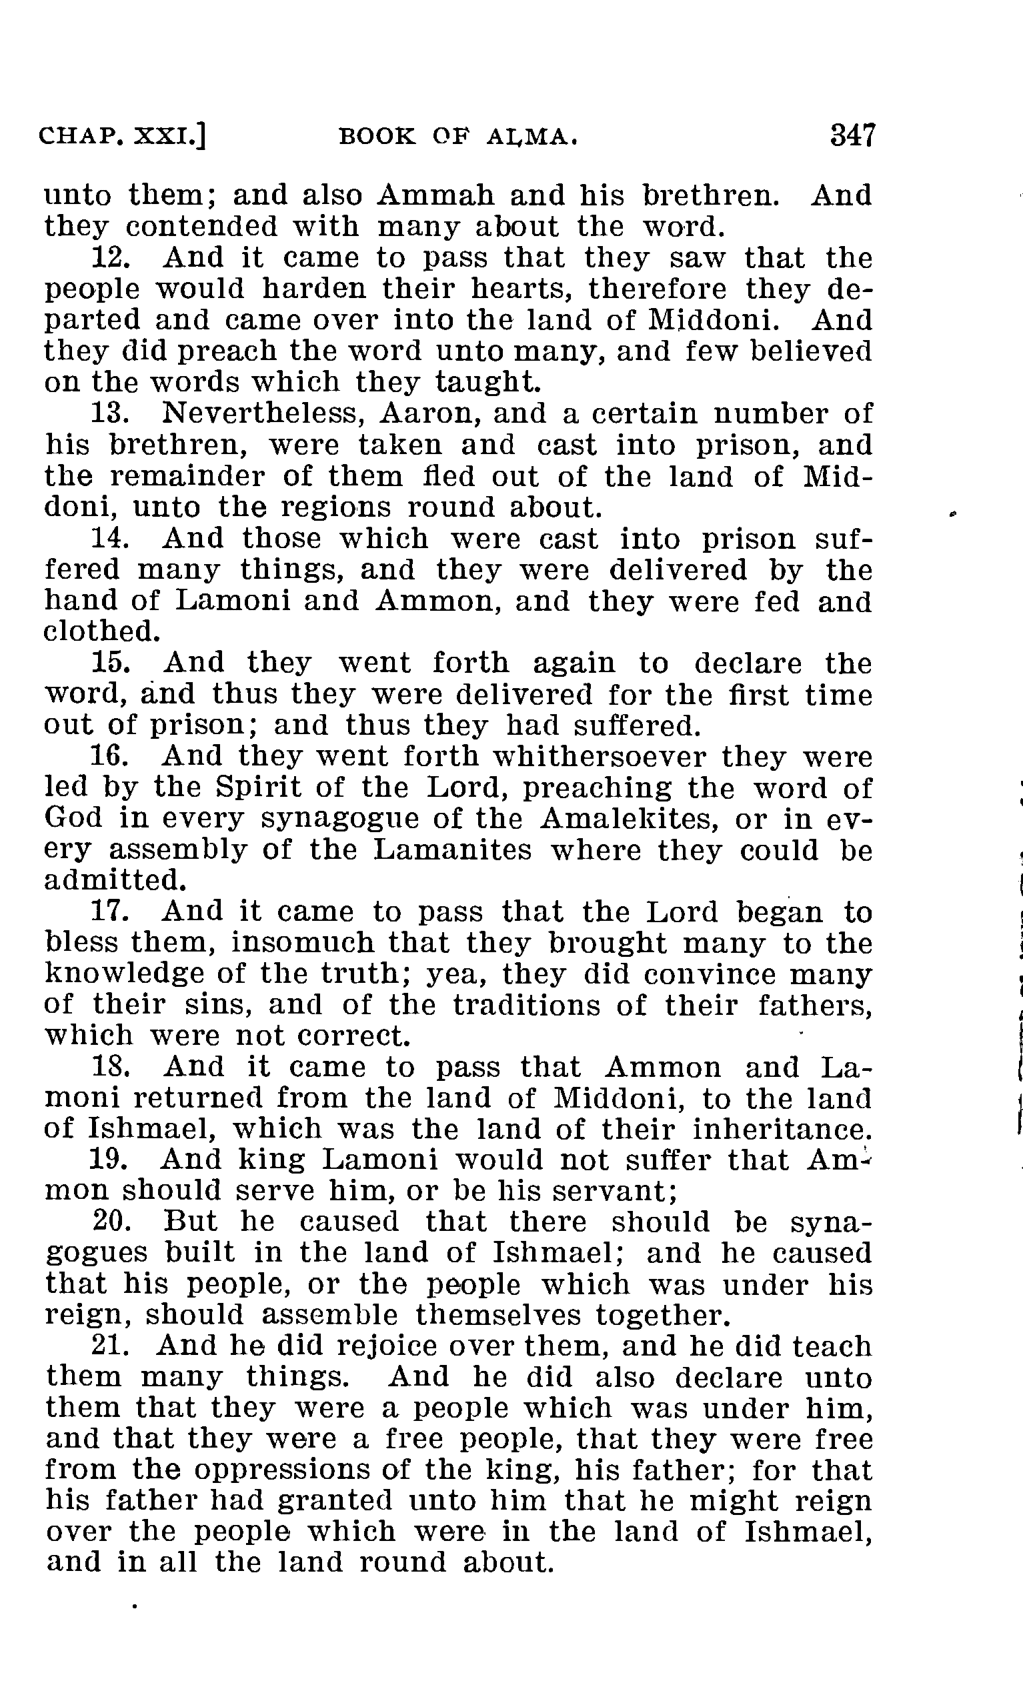 CHAP. XXI.] BOOK OF ALMA. 347
unto them; and also Ammah and his brethren. And
they contended with many about the word.
12. And it came to pass that they saw that the
people would harden their hearts, therefore they de-
parted and came over into the land of Middoni. And
they did preach the word unto many, and few believed
on the words which they taught.
13. Nevertheless, Aaron, and a certain number of
his brethren, were taken and cast into prison, and
the remainder of them fled out of the land of Mid-
doni, unto the regions round about.
14. And those which were cast into prison suf-
fered many things, and they were delivered by the
hand of Lamoni and Ammon, and they were fed and
clothed.
15. And they went forth again to declare the
word, and thus they were delivered for the first time
out of prison; and thus they had suffered.
16. And they went forth whithersoever they were
led by the Spirit of the Lord, preaching the word of
God in every synagogue of the Amalekites, or in ev-
ery assembly of the Lamanites where they could be
admitted.
17. And it came to pass that the Lord began to
bless them, insomuch that they brought many to the
knowledge of the truth; yea, they did convince many
of their sins, and of the traditions of their fathers,
which were not correct.
18. And it came to pass that Ammon and La-
moni returned from the land of Middoni, to the land
of Ishmael, which was the land of their inheritance.
19. And king Lamoni would not suffer that Am-
mon should serve him, or be his servant;
20. But he caused that there should be syna-
gogues built in the land of Ishmael; and he caused
that his people, or the people which was under his
reign, should assemble themselves together.
21. And he did rejoice over them, and he did teach
them many things. And he did also declare unto
them that they were a people which was under him,
and that they were a free people, that they were free
from the oppressions of the king, his father; for that
his father had granted unto him that he might reign
over the people which were in the land of Ishmael,
and in all the land round about.